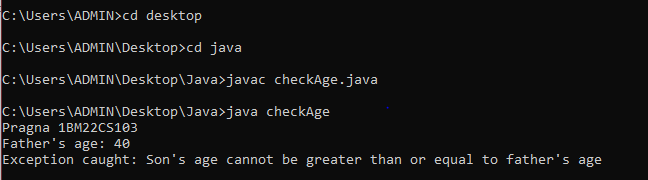 C:\Users\ADMIN>cd desktop
C:\Users\ADMIN\Desktop>cd java
C:\Users\ADMIN\Desktop\Java>javac checkAge.java
C:\Users\ADMIN\Desktop\Java>java checkAge
Pragna 1BM22CS103
Father's age: 40
Exception caught: Son's age cannot be greater than or equal to father's age